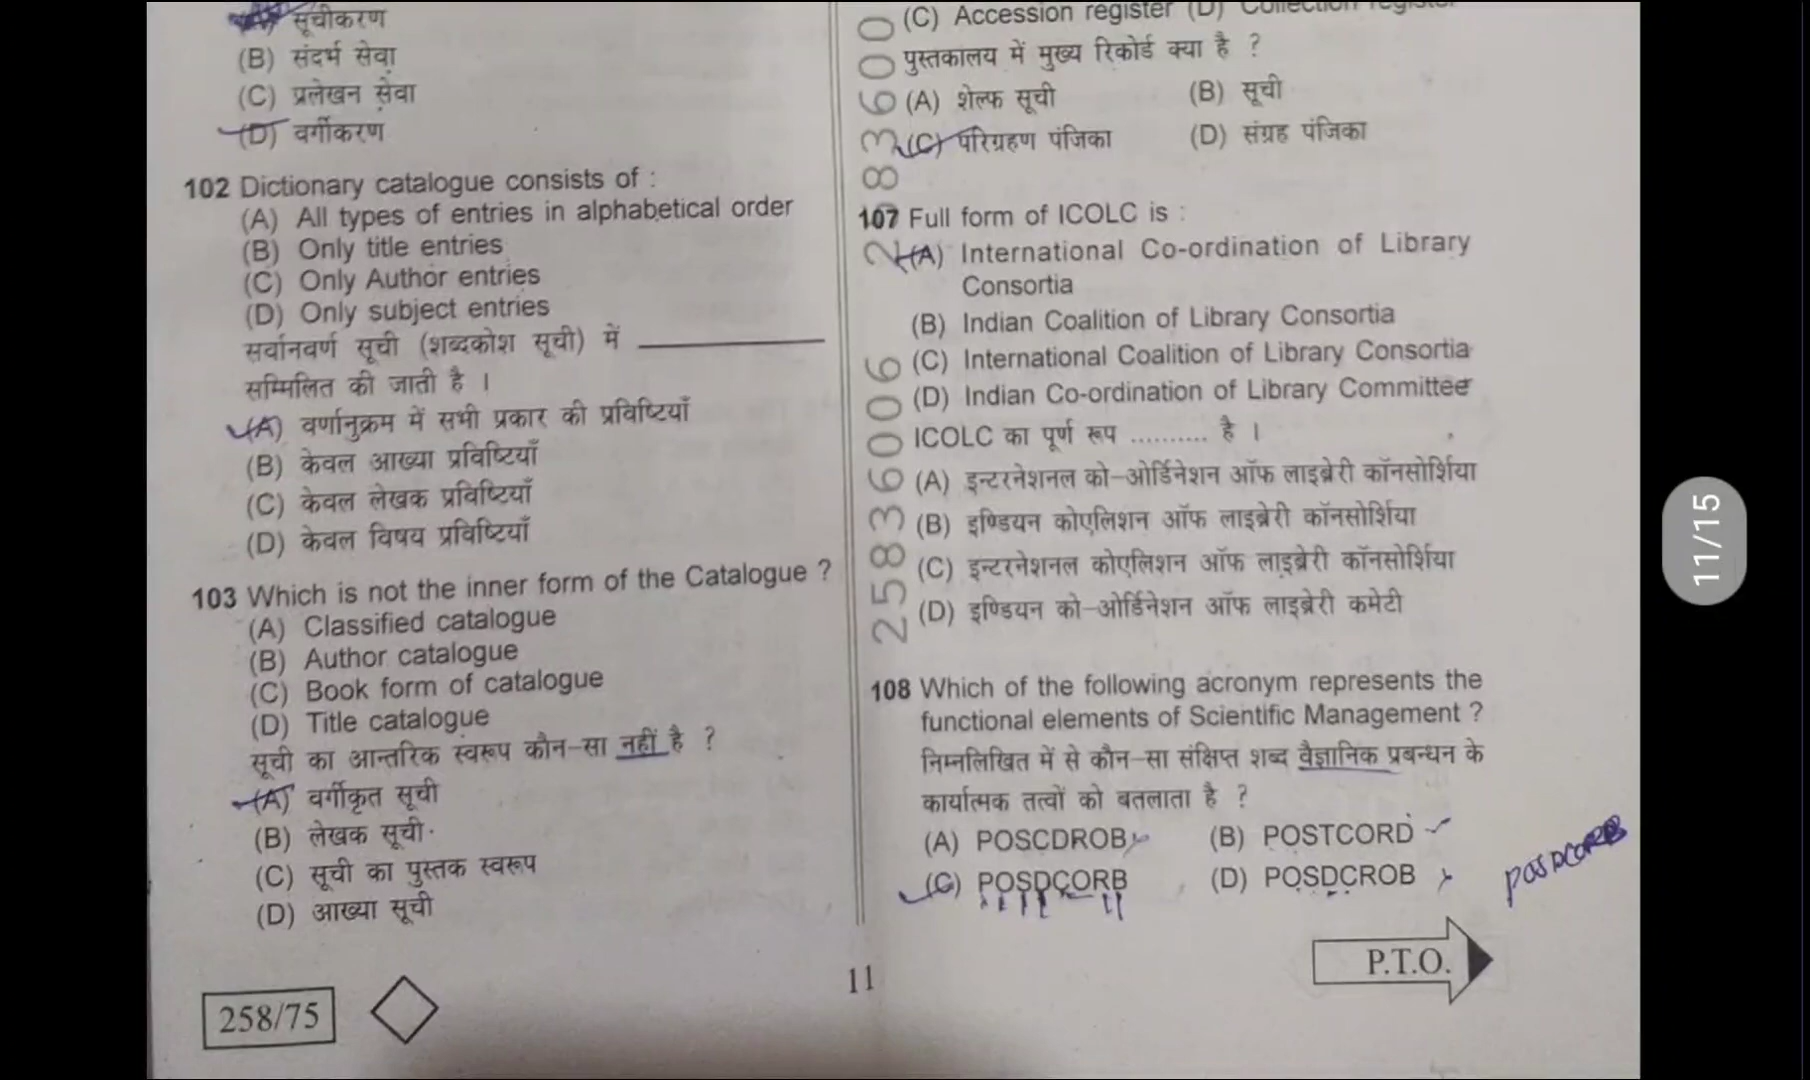 सूचीकरण
(B) संदर्भ सेवा
(C) प्रलेखन सेवा
(D) वर्गीकरण
102 Dictionary catalogue consists of :
(A) All types of entries in alphabetical order
(B) Only title entries
(C) Only Author entries
(D) Only subject entries
सर्वानवर्ण सूची (शब्दकोश सूची) में ________
सम्मिलित की जाती है ।
(A) वर्णानुक्रम में सभी प्रकार की प्रविष्टियाँ
(B) केवल आख्या प्रविष्टियाँ
(C) केवल लेखक प्रविष्टियाँ
(D) केवल विषय प्रविष्टियाँ
103 Which is not the inner form of the Catalogue ?
(A) Classified catalogue
(B) Author catalogue
(C) Book form of catalogue
(D) Title catalogue
सूची का आन्तरिक स्वरूप कौन-सा नहीं है ?
(A) वर्गीकृत सूची
(B) लेखक सूची
(C) सूची का पुस्तक स्वरूप
(D) आख्या सूची
258/75
(C) Accession register (D) Collection register
पुस्तकालय में मुख्य रिकोर्ड क्या है ?
(A) शेल्फ सूची (B) सूची
(C) परिग्रहण पंजिका (D) संग्रह पंजिका
107 Full form of ICOLC is :
(A) International Co-ordination of Library
Consortia
(B) Indian Coalition of Library Consortia
(C) International Coalition of Library Consortia
(D) Indian Co-ordination of Library Committee
ICOLC का पूर्ण रूप .......... है ।
(A) इन्टरनेशनल को-ओर्डिनेशन ऑफ लाइब्रेरी कॉनसोर्शिया
(B) इण्डियन कोएलिशन ऑफ लाइब्रेरी कॉनसोर्शिया
(C) इन्टरनेशनल कोएलिशन ऑफ लाइब्रेरी कॉनसोर्शिया
(D) इण्डियन को-ओर्डिनेशन ऑफ लाइब्रेरी कमेटी
108 Which of the following acronym represents the
functional elements of Scientific Management ?
निम्नलिखित में से कौन-सा संक्षिप्त शब्द वैज्ञानिक प्रबन्धन के
कार्यात्मक तत्वों को बतलाता है ?
(A) POSCDROB (B) POSTCORD
(C) POSDCORB (D) POSDCROB
POSDCORB
P.T.O.
11
2583600
2583600
11/15